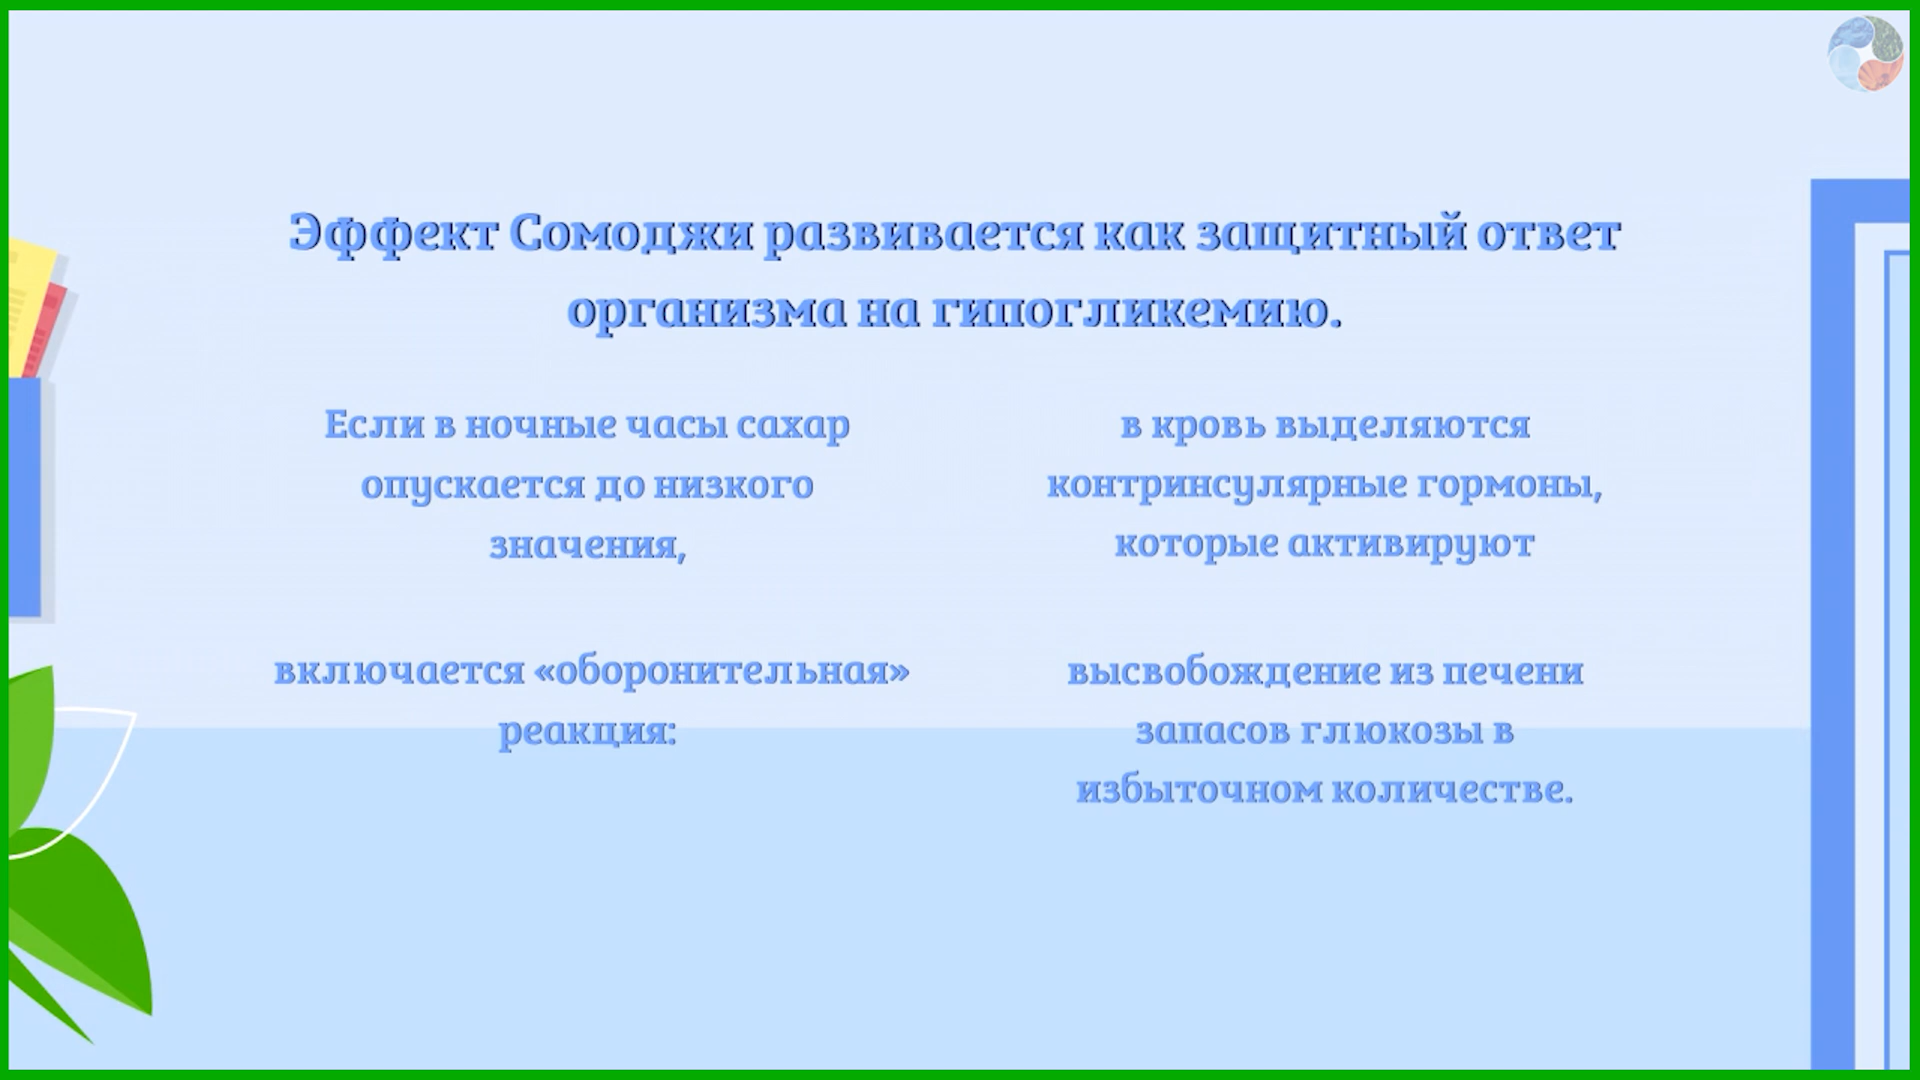 Эффект Сомоджи развивается как защитный ответ
организма на гипогликемию.
Если в ночные часы сахар
опускается до низкого
значения,
включается «оборонительная»
реакция:
в кровь выделяются
контринсулярные гормоны,
которые активируют
высвобождение из печени
запасов глюкозы в
избыточном количестве.